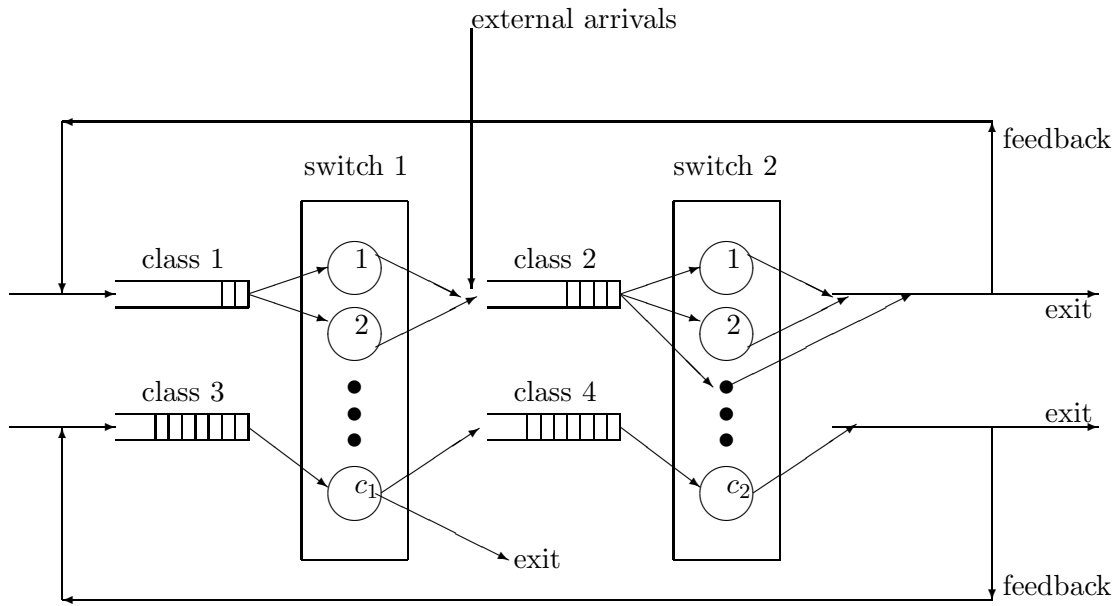 external arrivals
feedback
switch 1
switch 2
class 1
1
class 2
1
exit
2
2
class 3
class 4
exit
c1
c2
exit
feedback